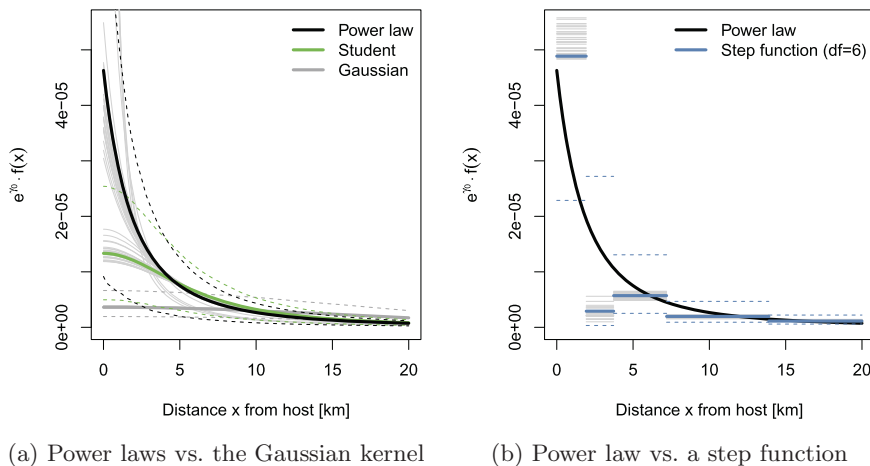 Power law
Student
Gaussian
0e+00 2e−05 4e−05
e^γ0 · f(x)
0 5 10 15 20
Distance x from host [km]
(a) Power laws vs. the Gaussian kernel
Power law
Step function (df=6)
0e+00 2e−05 4e−05
e^γ0 · f(x)
0 5 10 15 20
Distance x from host [km]
(b) Power law vs. a step function